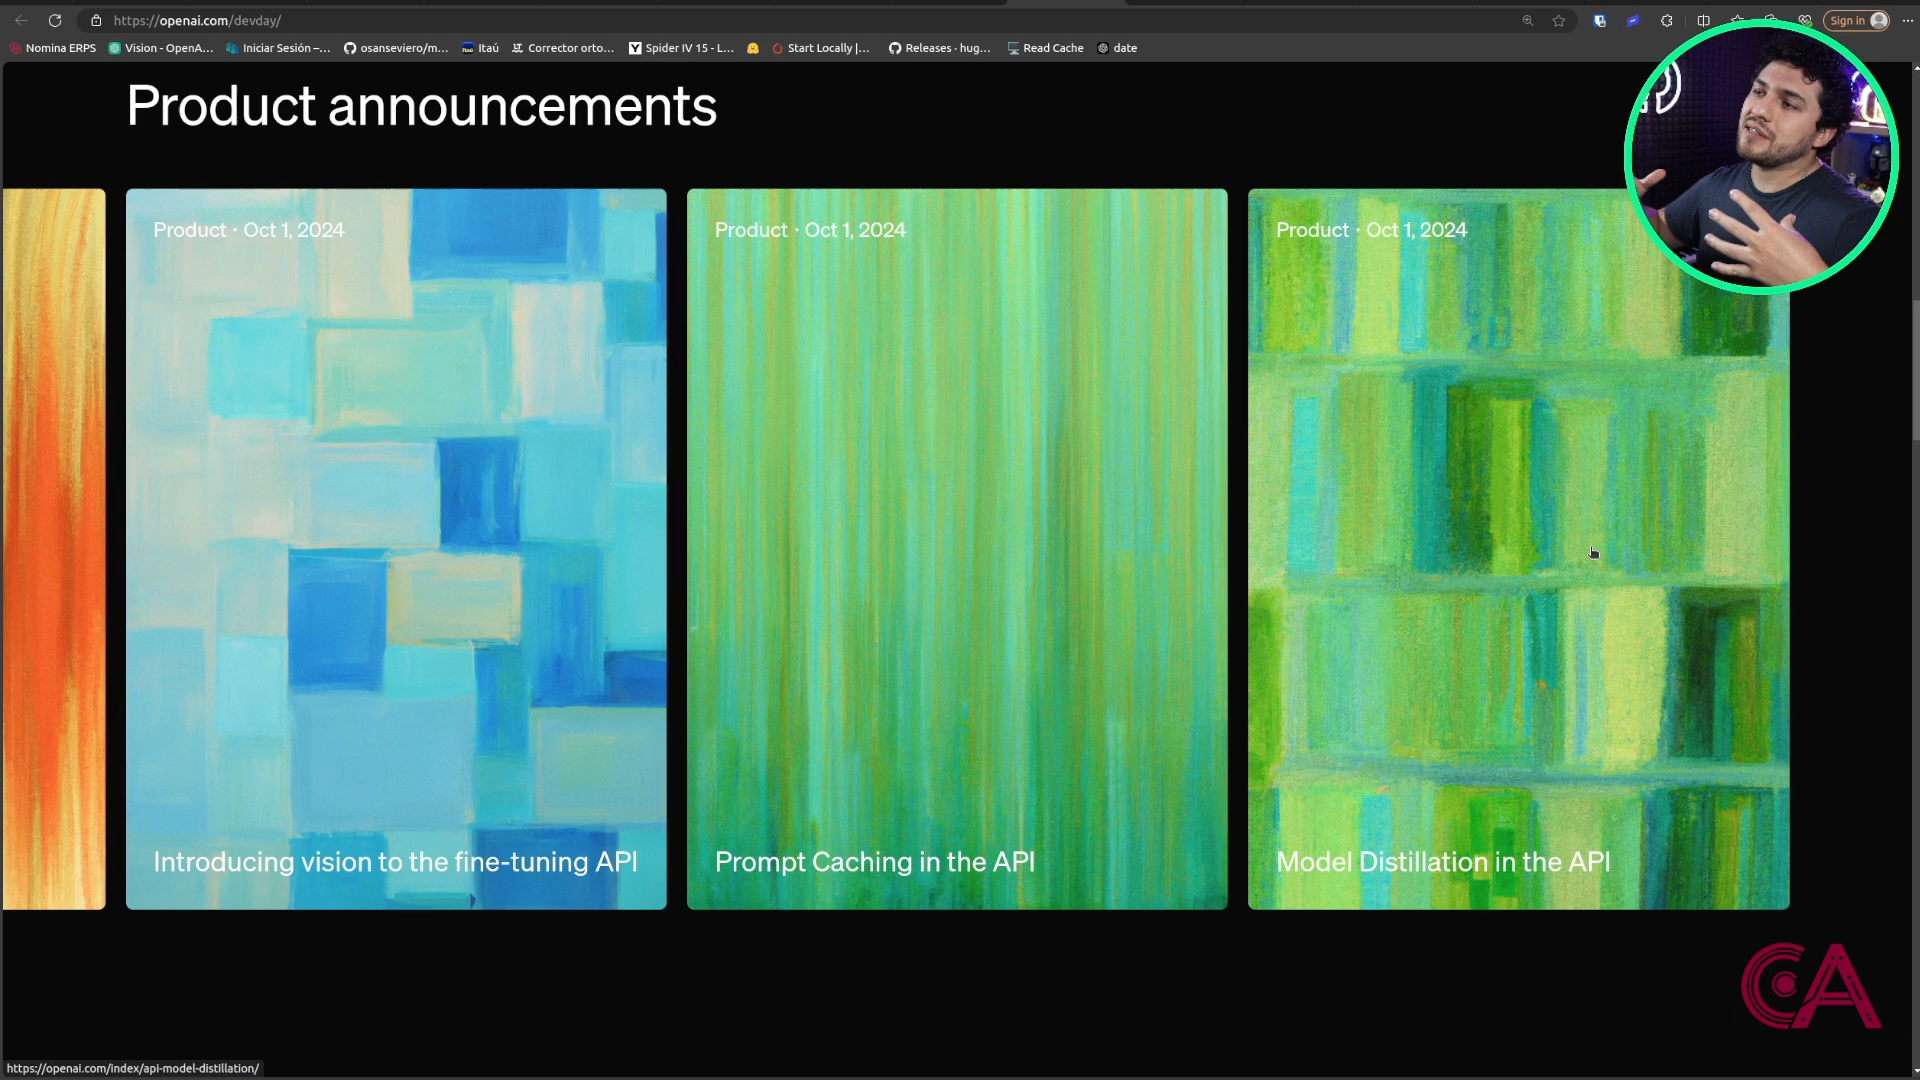 https://openai.com/devday/
Sign in
Nomina ERPS
Vision - OpenA...
Iniciar Sesión –...
osanseviero/m...
Itaú
Corrector orto...
Spider IV 15 - L...
Start Locally |...
Releases · hug...
Read Cache
date
Product announcements
Product · Oct 1, 2024
Introducing vision to the fine-tuning API
Product · Oct 1, 2024
Prompt Caching in the API
Product · Oct 1, 2024
Model Distillation in the API
CA
https://openai.com/index/api-model-distillation/